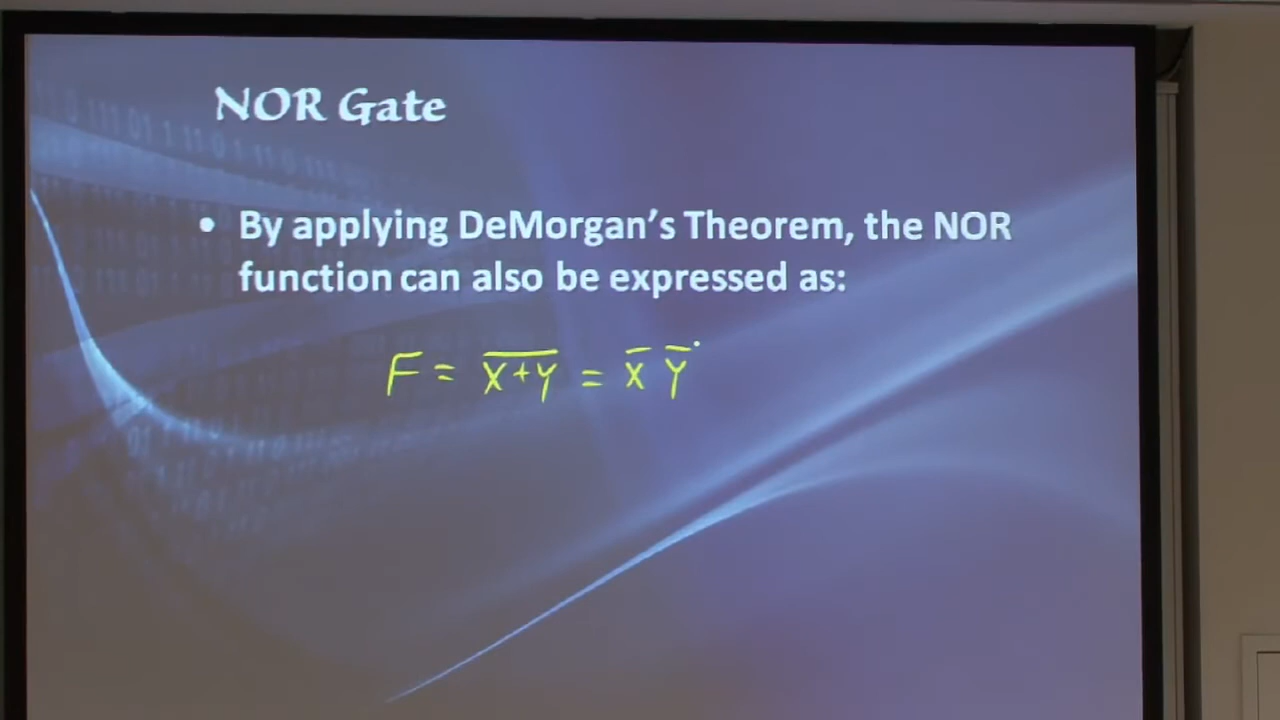 NOR Gate
• By applying DeMorgan's Theorem, the NOR
function can also be expressed as:
F = X̅+̅Y̅ = X̅ Y̅